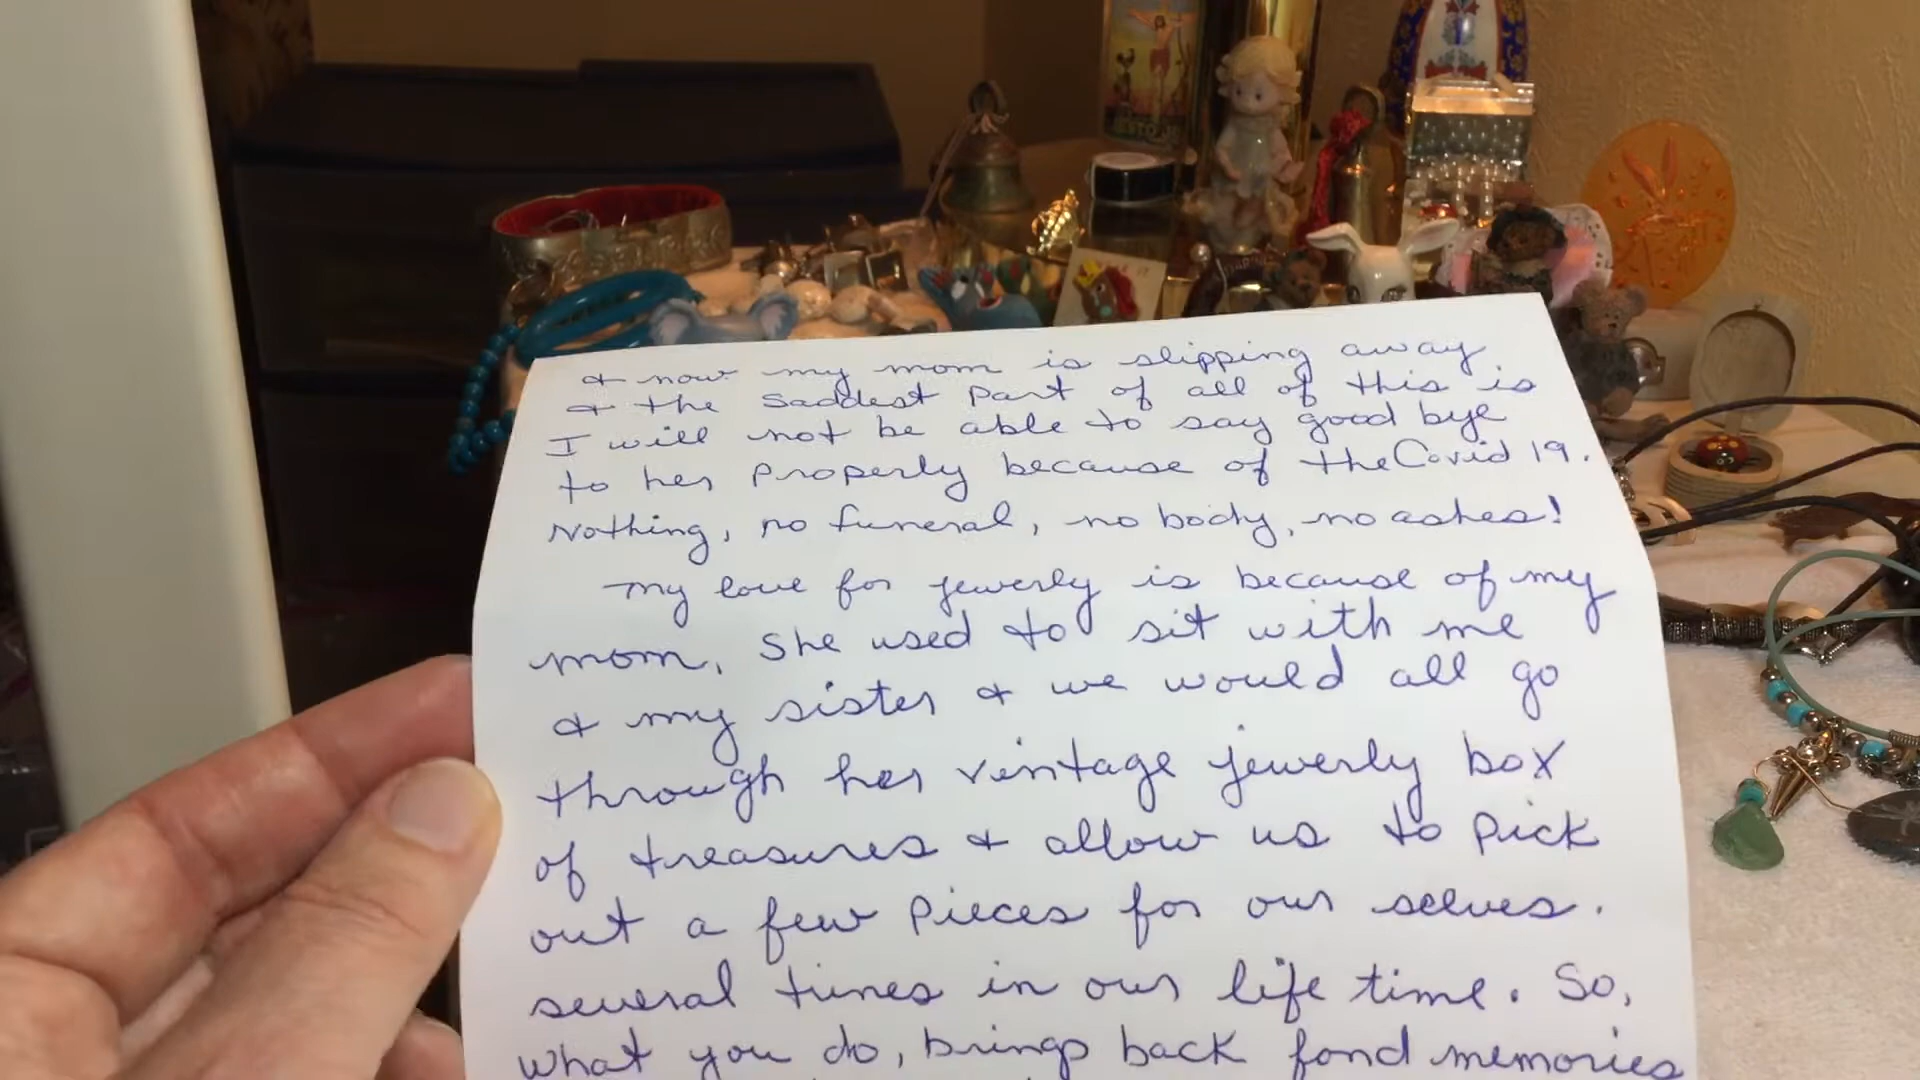 & now my mom is slipping away
& the saddest part of all of this is
I will not be able to say good bye
to her properly because of the Covid 19.
Nothing, no funeral, no body, no ashes!
My love for jewerly is because of my
mom. She used to sit with me
& my sister & we would all go
through her vintage jewerly box
of treasures & allow us to pick
out a few pieces for our selves.
several times in our life time. So,
what you do, brings back fond memories